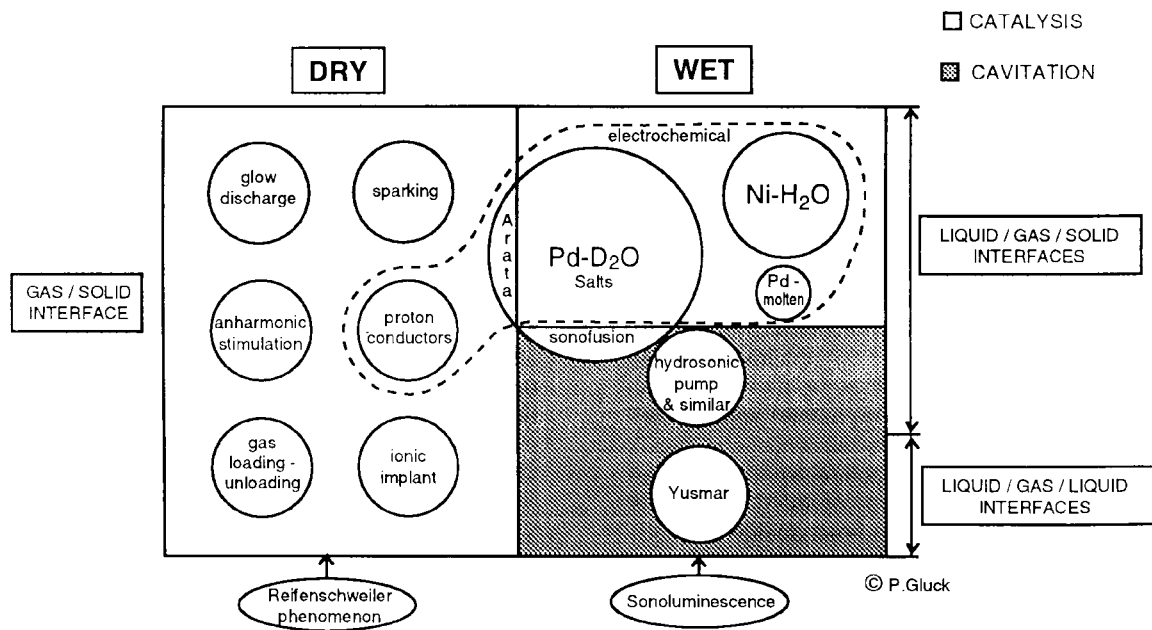 CATALYSIS
CAVITATION
DRY
WET
electrochemical
glow
discharge
sparking
Arata
Pd-D₂O
Salts
Ni-H₂O
Pd -
molten
LIQUID / GAS / SOLID
INTERFACES
GAS / SOLID
INTERFACE
anharmonic
stimulation
proton
conductors
sonofusion
hydrosonic
pump
& similar
gas
loading -
unloading
ionic
implant
Yusmar
LIQUID / GAS / LIQUID
INTERFACES
Reifenschweiler
phenomenon
Sonoluminescence
© P.Gluck